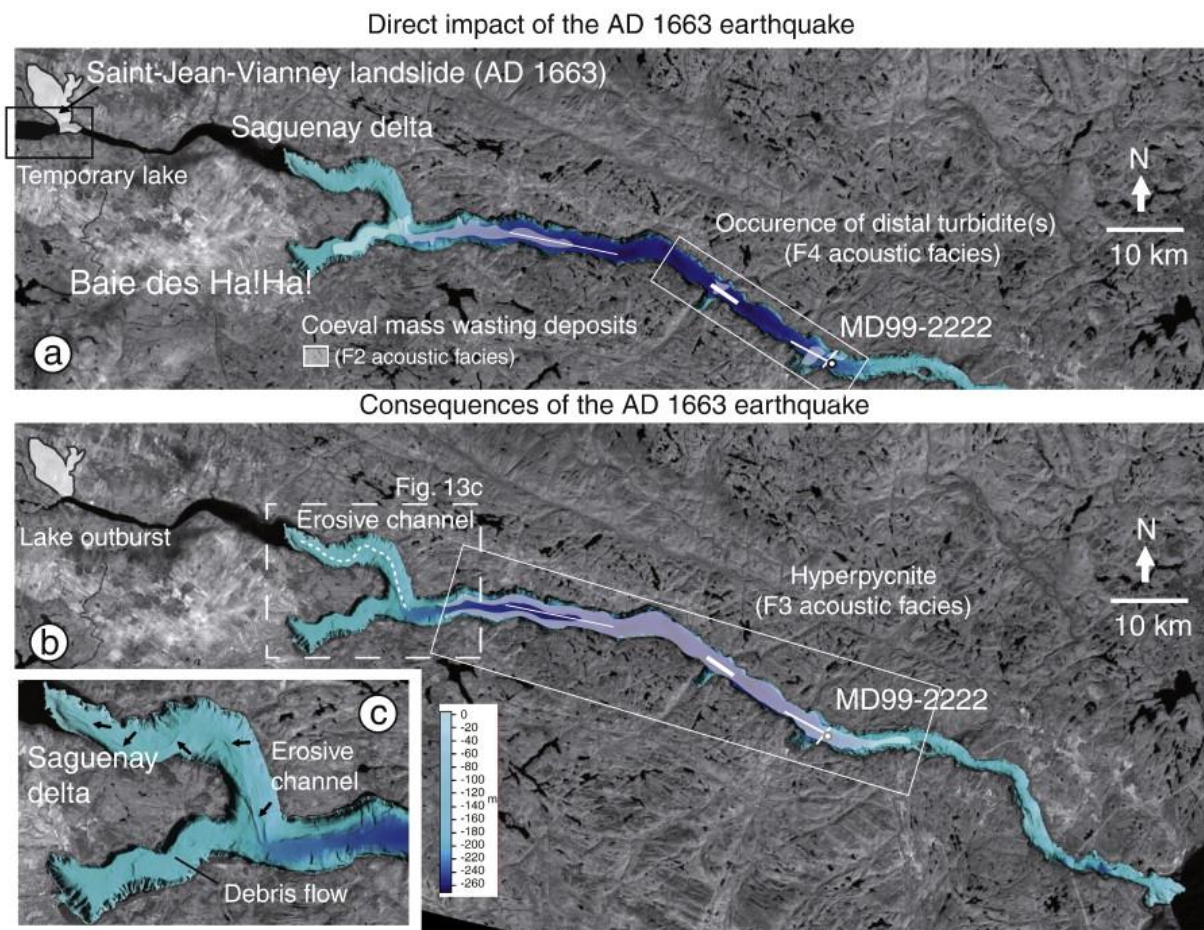 Direct impact of the AD 1663 earthquake
Saint-Jean-Vianney landslide (AD 1663)
Saguenay delta
Temporary lake
N
10 km
Occurence of distal turbidite(s)
(F4 acoustic facies)
Baie des Ha!Ha!
MD99-2222
Coeval mass wasting deposits
(F2 acoustic facies)
a
Consequences of the AD 1663 earthquake
Fig. 13c
Erosive channel
Lake outburst
N
10 km
Hyperpycnite
(F3 acoustic facies)
b
MD99-2222
c
Saguenay
delta
Erosive
channel
Debris flow
0
-20
-40
-60
-80
-100
-120
-140
-160
-180
-200
-220
-240
-260
m